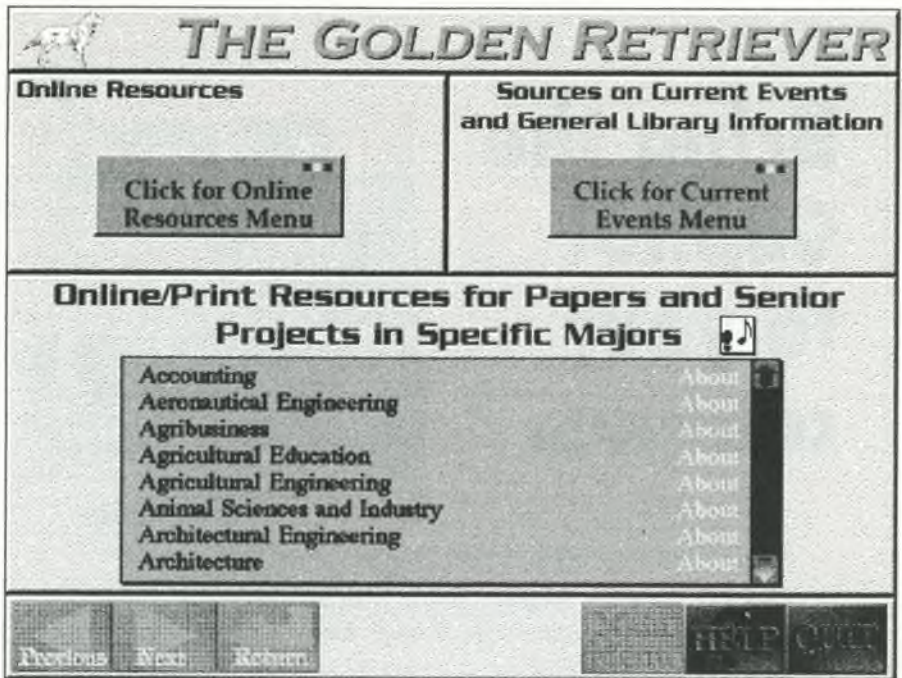 THE GOLDEN RETRIEVER
Online Resources
Click for Online
Resources Menu
Sources on Current Events
and General Library Information
Click for Current
Events Menu
Online/Print Resources for Papers and Senior
Projects in Specific Majors
Accounting About
Aeronautical Engineering About
Agribusiness About
Agricultural Education About
Agricultural Engineering About
Animal Sciences and Industry About
Architectural Engineering About
Architecture About
Previous Next Return HELP QUIT